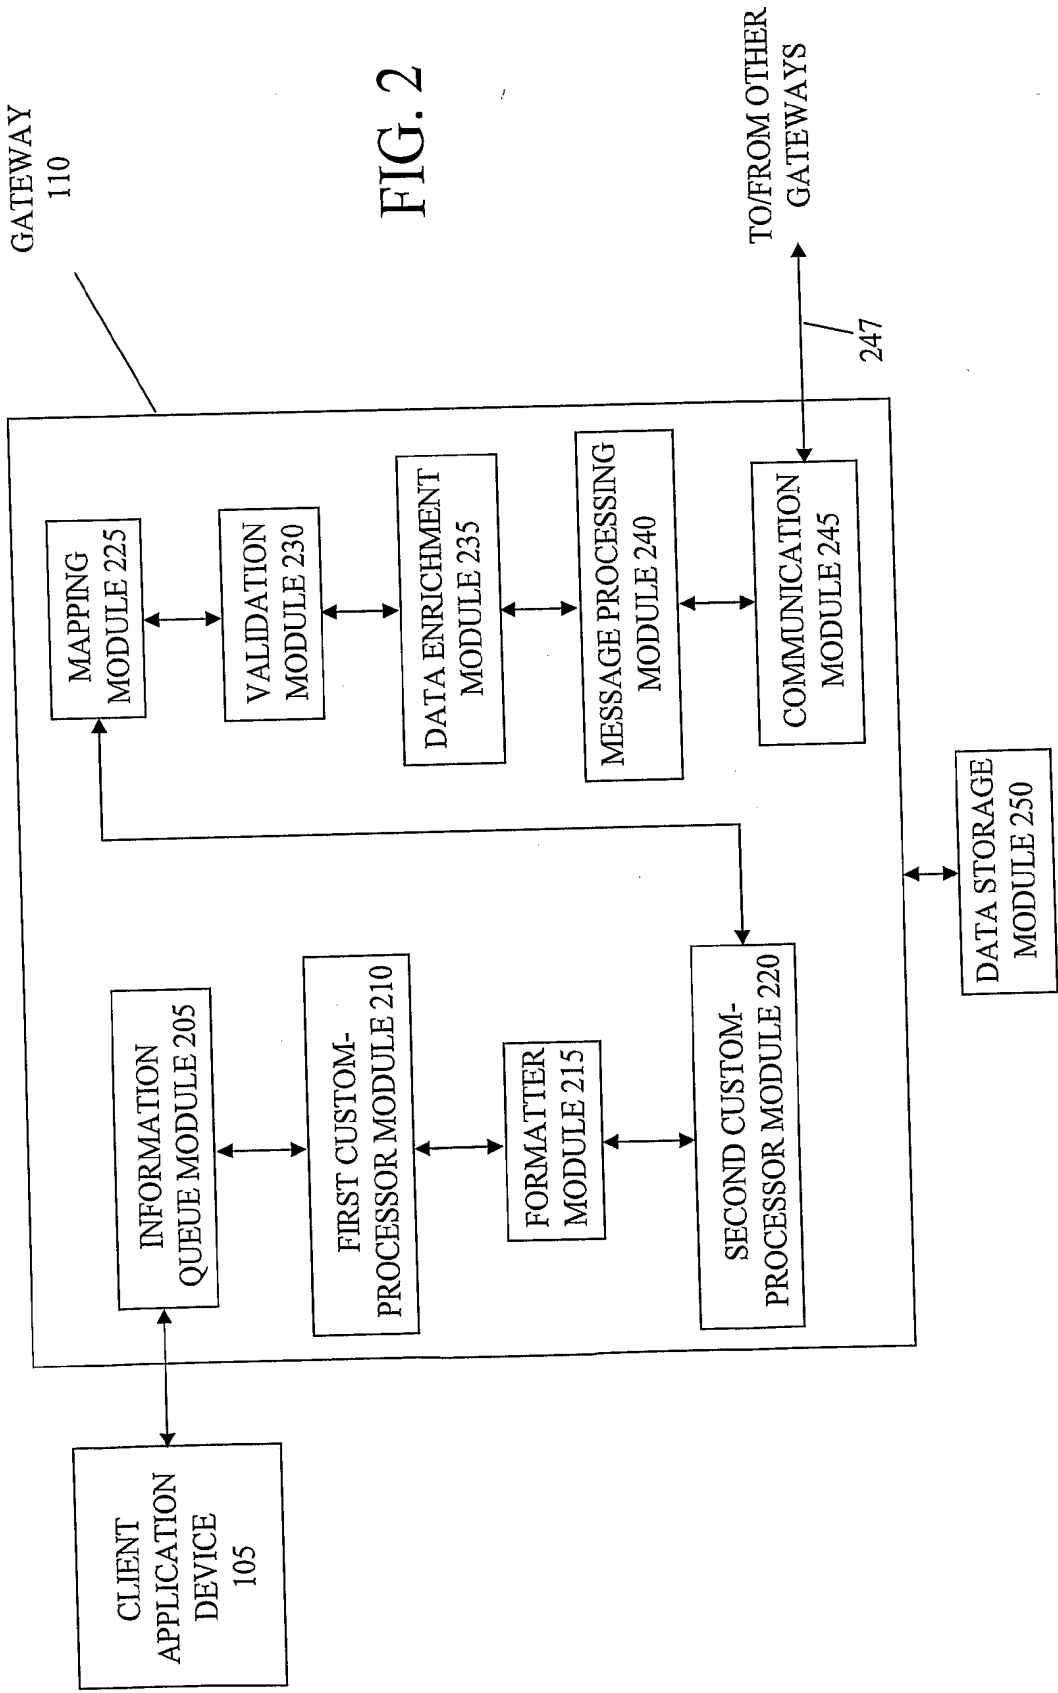 GATEWAY
110
CLIENT
APPLICATION
DEVICE
105
INFORMATION
QUEUE MODULE 205
FIRST CUSTOM-
PROCESSOR MODULE 210
FORMATTER
MODULE 215
SECOND CUSTOM-
PROCESSOR MODULE 220
MAPPING
MODULE 225
VALIDATION
MODULE 230
DATA ENRICHMENT
MODULE 235
MESSAGE PROCESSING
MODULE 240
COMMUNICATION
MODULE 245
247
TO/FROM OTHER
GATEWAYS
DATA STORAGE
MODULE 250
FIG. 2